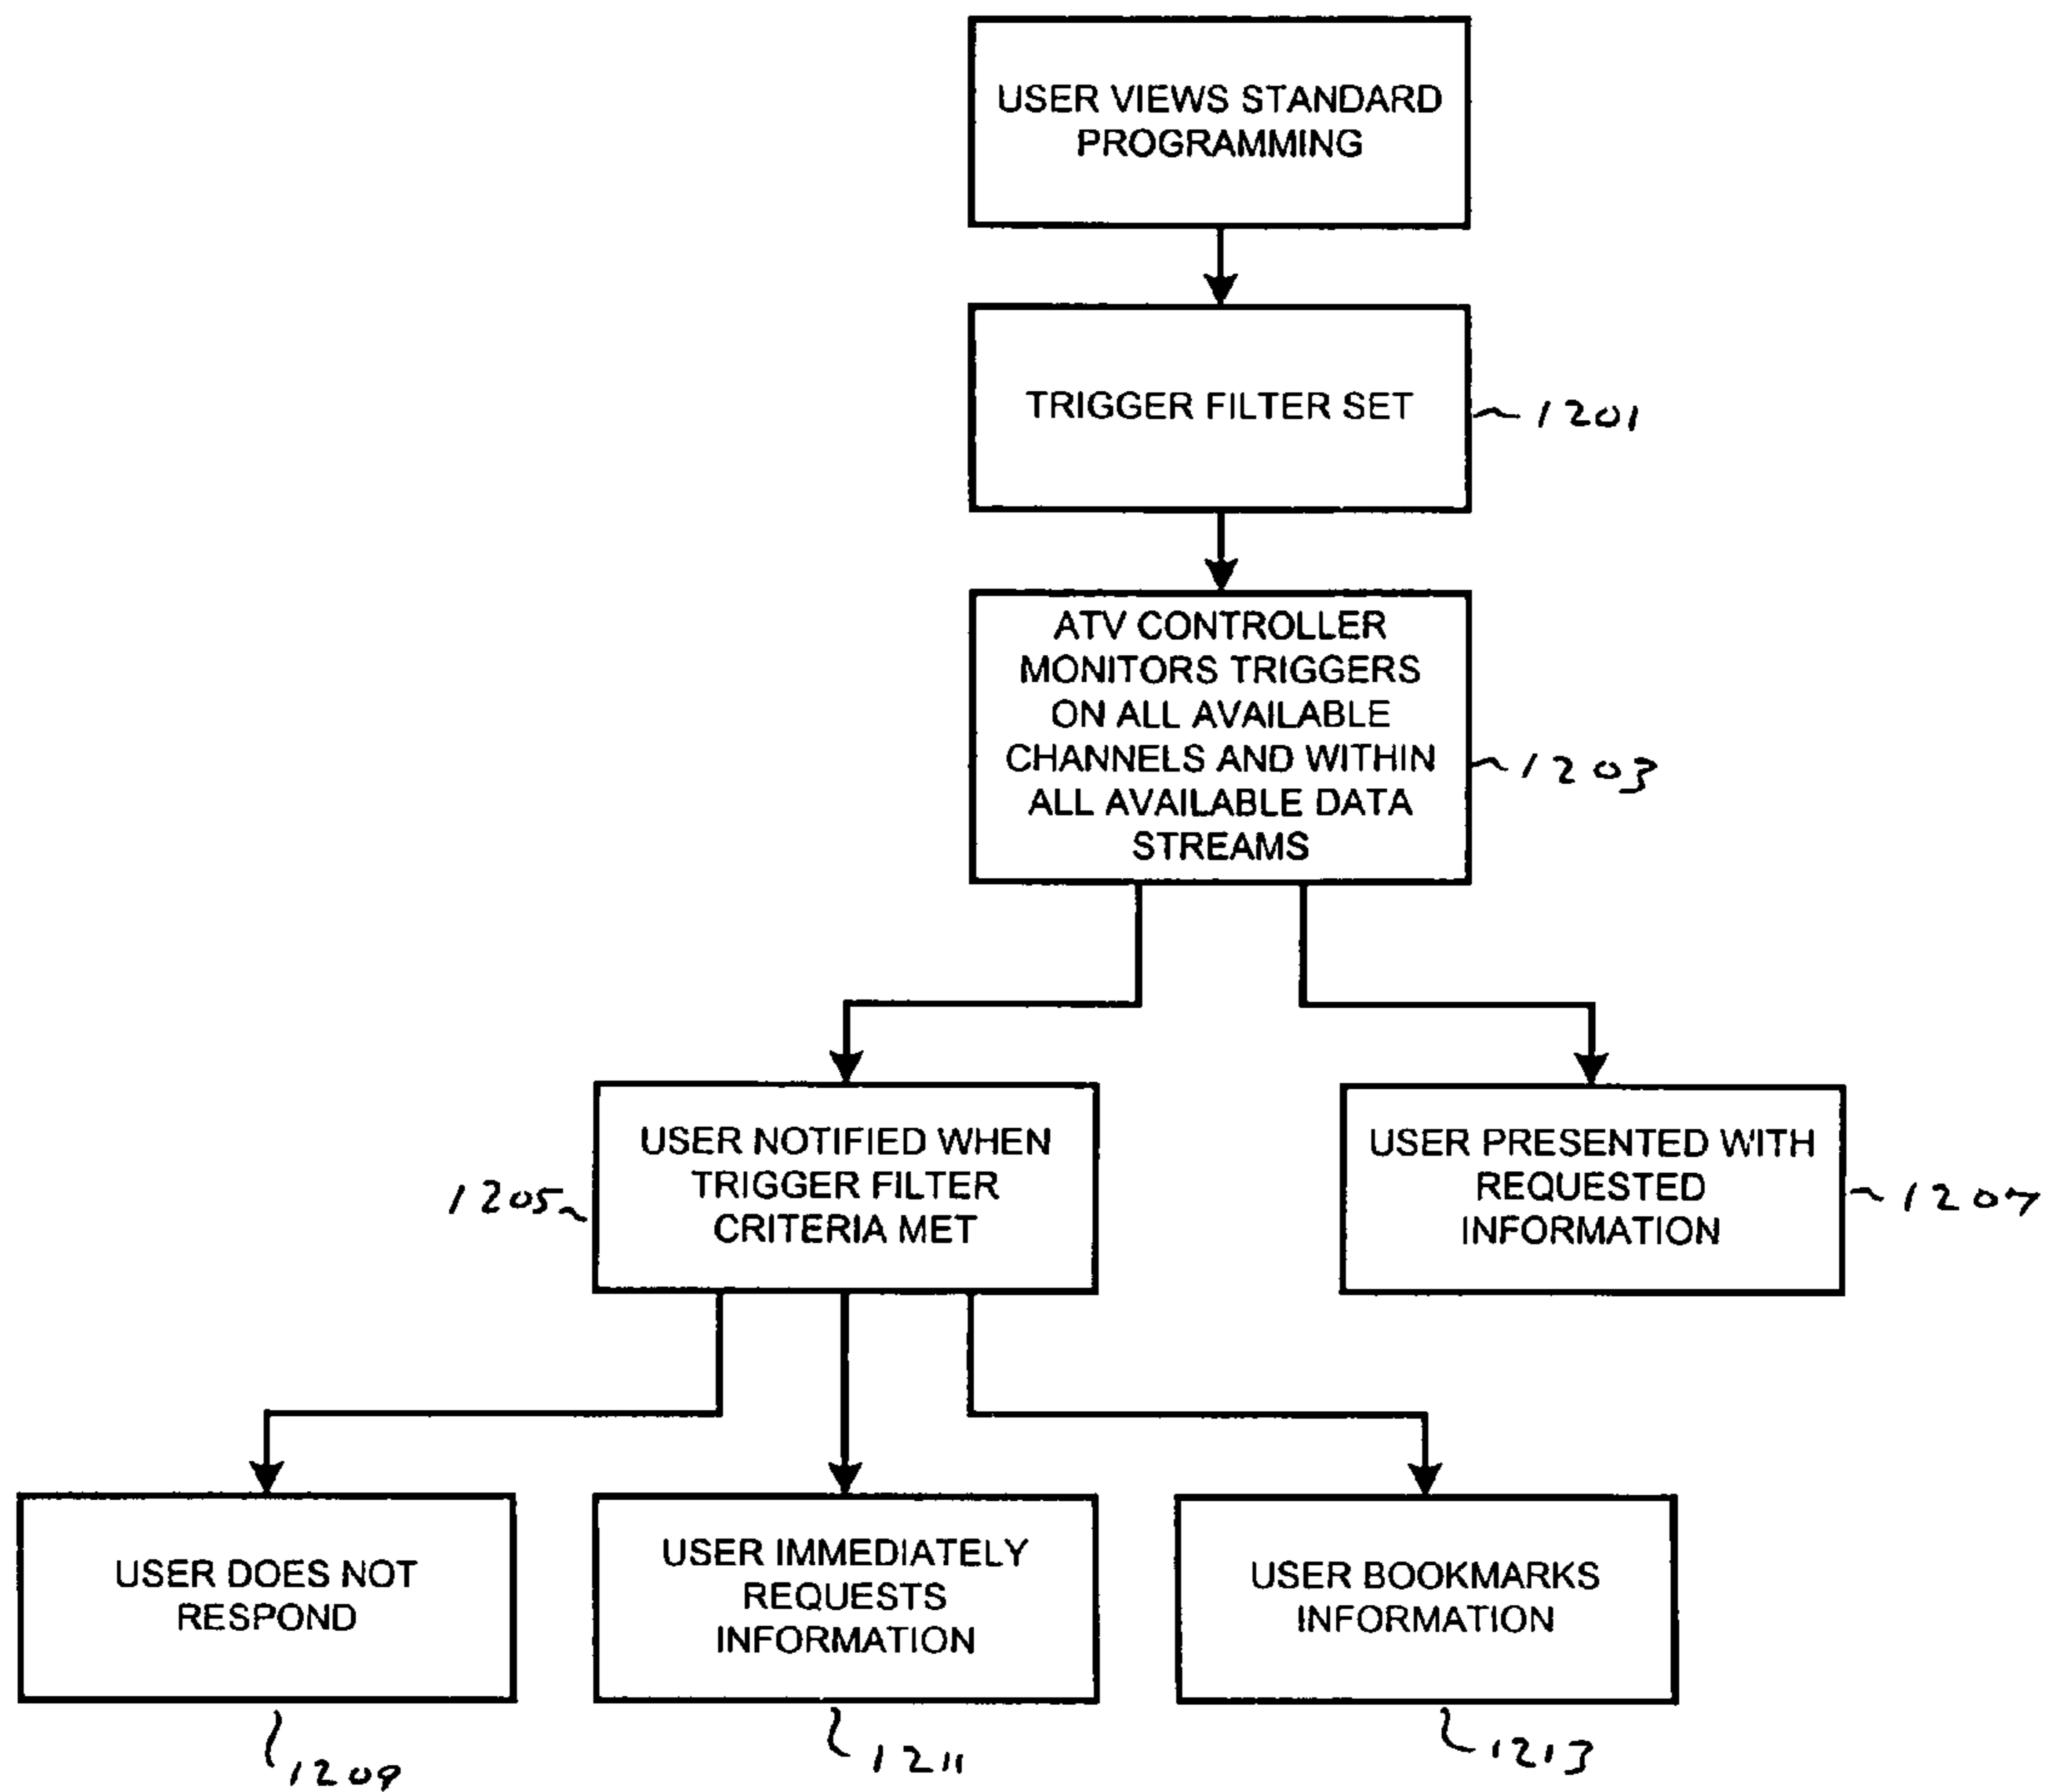 USER VIEWS STANDARD
PROGRAMMING
TRIGGER FILTER SET
1201
ATV CONTROLLER
MONITORS TRIGGERS
ON ALL AVAILABLE
CHANNELS AND WITHIN
ALL AVAILABLE DATA
STREAMS
1203
USER NOTIFIED WHEN
TRIGGER FILTER
CRITERIA MET
1205
USER PRESENTED WITH
REQUESTED
INFORMATION
1207
USER DOES NOT
RESPOND
1209
USER IMMEDIATELY
REQUESTS
INFORMATION
1211
USER BOOKMARKS
INFORMATION
1213